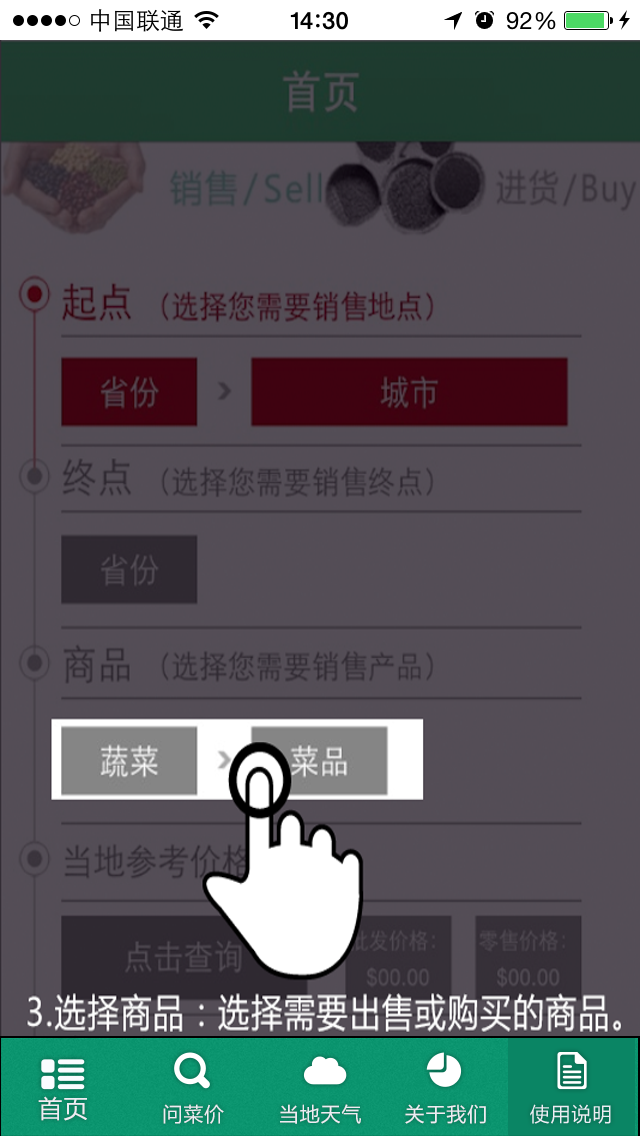 中国联通 14:30 92%
首页
销售/Sell 进货/Buy
起点 （选择您需要销售地点）
省份 > 城市
终点 （选择您需要销售终点）
省份
商品 （选择您需要销售产品）
蔬菜 > 菜品
当地参考价格
点击查询 批发价格: 零售价格:
$00.00 $00.00
3.选择商品：选择需要出售或购买的商品。
首页 问菜价 当地天气 关于我们 使用说明